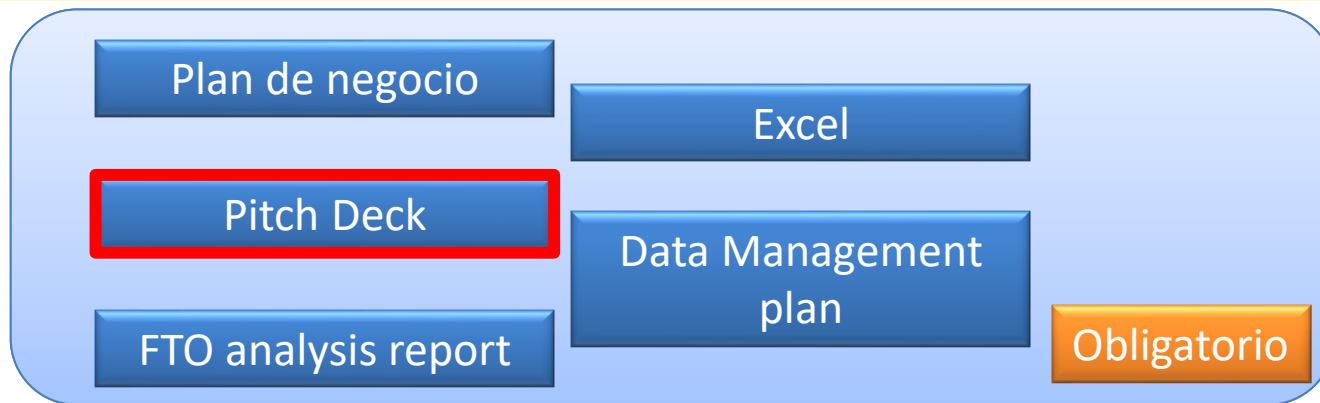 Plan de negocio
Excel
Pitch Deck
Data Management
plan
FTO analysis report
Obligatorio